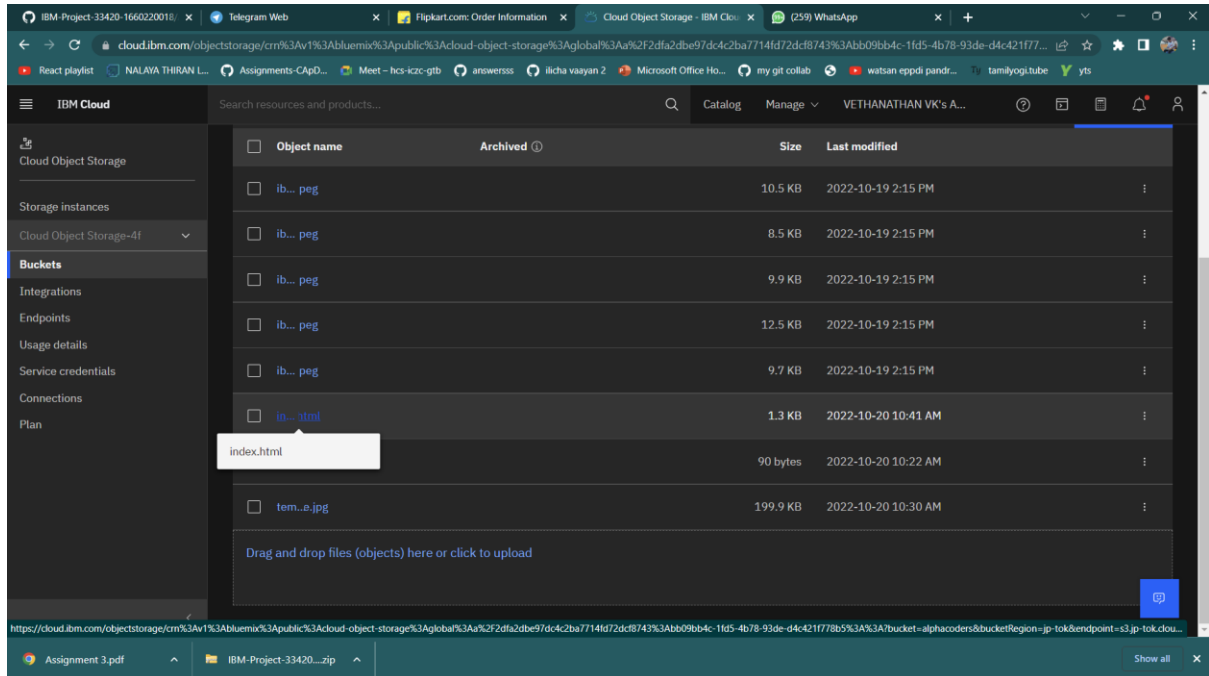 IBM-Project-33420-1660220018/
Telegram Web
Flipkart.com: Order Information
Cloud Object Storage - IBM Clou
(259) WhatsApp
cloud.ibm.com/objectstorage/crn%3Av1%3Abluemix%3Apublic%3Acloud-object-storage%3Aglobal%3Aa%2F2dfa2dbe97dc4c2ba7714fd72dcf8743%3Abb09bb4c-1fd5-4b78-93de-d4c421f77...
React playlist
NALAYA THIRAN L...
Assignments-CApD...
Meet – hcs-iczc-gtb
answersss
ilicha vaayan 2
Microsoft Office Ho...
my git collab
watsan eppdi pandr...
tamilyogi.tube
yts
IBM Cloud
Search resources and products...
Catalog
Manage
VETHANATHAN VK's A...
Cloud Object Storage
Storage instances
Cloud Object Storage-4f
Buckets
Integrations
Endpoints
Usage details
Service credentials
Connections
Plan
Object name Archived Size Last modified
ib... peg 10.5 KB 2022-10-19 2:15 PM
ib... peg 8.5 KB 2022-10-19 2:15 PM
ib... peg 9.9 KB 2022-10-19 2:15 PM
ib... peg 12.5 KB 2022-10-19 2:15 PM
ib... peg 9.7 KB 2022-10-19 2:15 PM
in... html 1.3 KB 2022-10-20 10:41 AM
index.html
90 bytes 2022-10-20 10:22 AM
tem..e.jpg 199.9 KB 2022-10-20 10:30 AM
Drag and drop files (objects) here or click to upload
https://cloud.ibm.com/objectstorage/crn%3Av1%3Abluemix%3Apublic%3Acloud-object-storage%3Aglobal%3Aa%2F2dfa2dbe97dc4c2ba7714fd72dcf8743%3Abb09bb4c-1fd5-4b78-93de-d4c421f778b5%3A%3A?bucket=alphacoders&bucketRegion=jp-tok&endpoint=s3.jp-tok.clou...
Assignment 3.pdf
IBM-Project-33420....zip
Show all